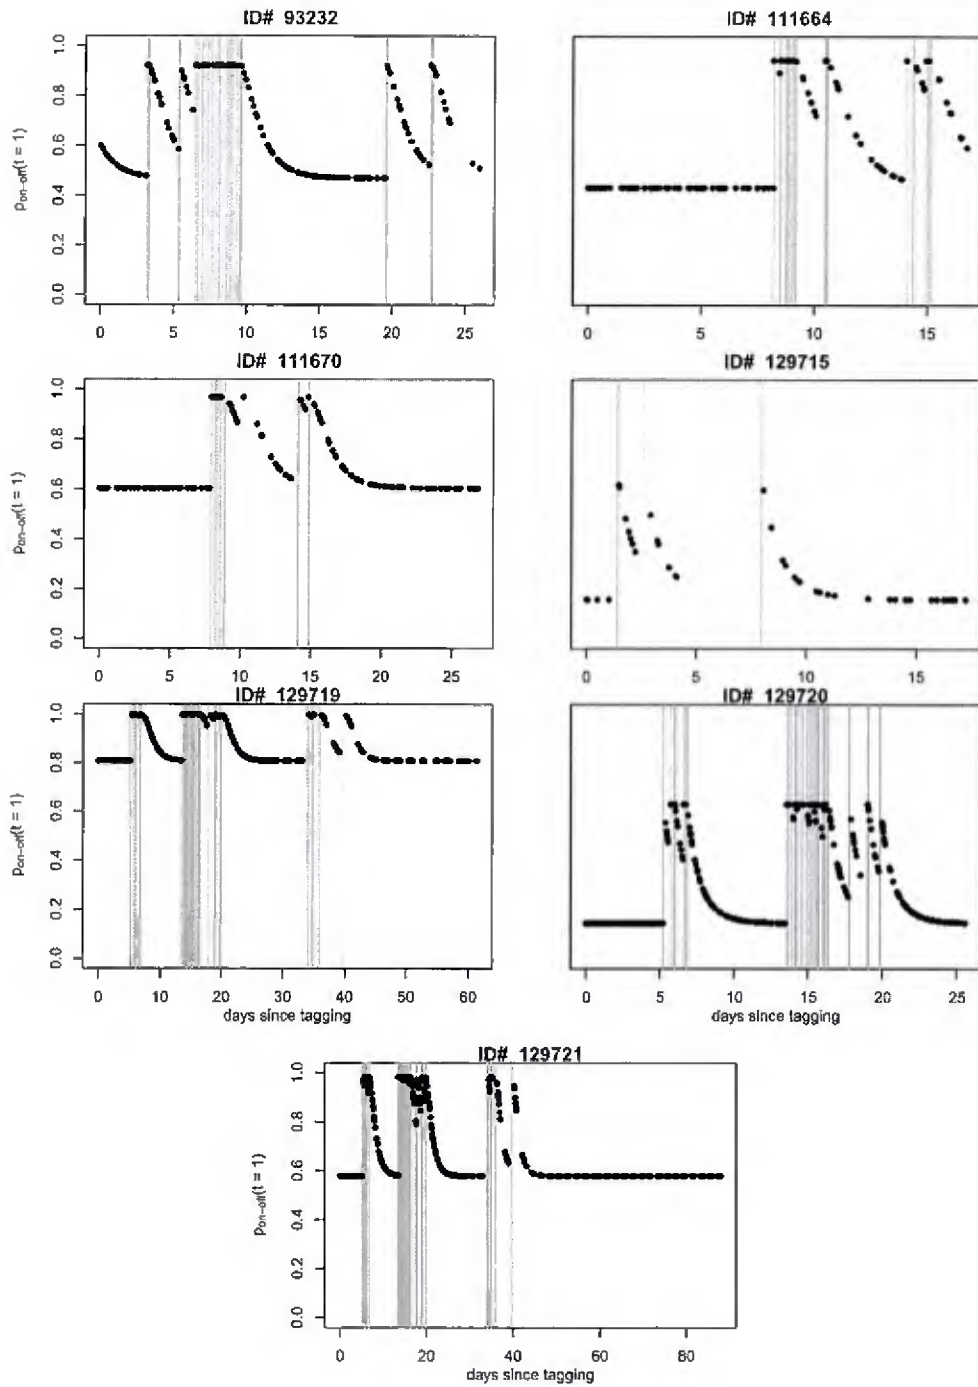 ID# 93232
ID# 111664
1.0
0.8
0.6
0.4
0.2
0.0
Pon-off(t = 1)
0 5 10 15 20 25
0 5 10 15
ID# 111670
ID# 129715
1.0
0.8
0.6
0.4
0.2
0.0
Pon-off(t = 1)
0 5 10 15 20 25
0 5 10 15
ID# 129719
ID# 129720
1.0
0.8
0.6
0.4
0.2
0.0
Pon-off(t = 1)
0 10 20 30 40 50 60
0 5 10 15 20 25
days since tagging
days since tagging
ID# 129721
1.0
0.8
0.6
0.4
0.2
0.0
Pon-off(t = 1)
0 20 40 60 80
days since tagging